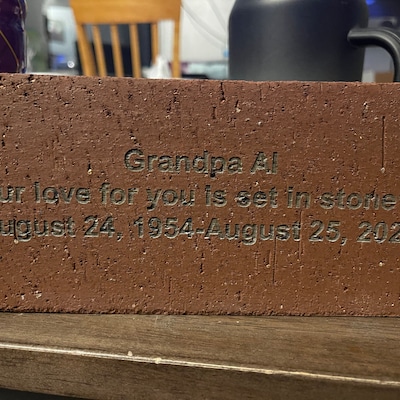 Grandpa Al
ur love for you is set in stone
ugust 24, 1954-August 25, 202